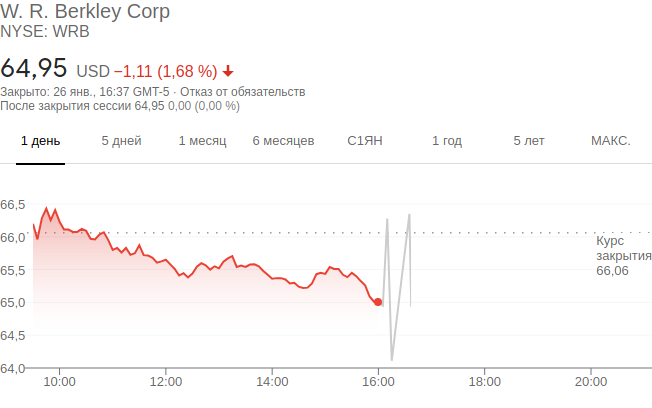 W. R. Berkley Corp
NYSE: WRB
64,95 USD −1,11 (1,68 %)
Закрыто: 26 янв., 16:37 GMT-5 · Отказ от обязательств
После закрытия сессии 64,95 0,00 (0,00 %)
1 день 5 дней 1 месяц 6 месяцев С1ЯН 1 год 5 лет МАКС.
66,5
66,0
65,5
65,0
64,5
64,0
Курс
закрытия
66,06
10:00 12:00 14:00 16:00 18:00 20:00